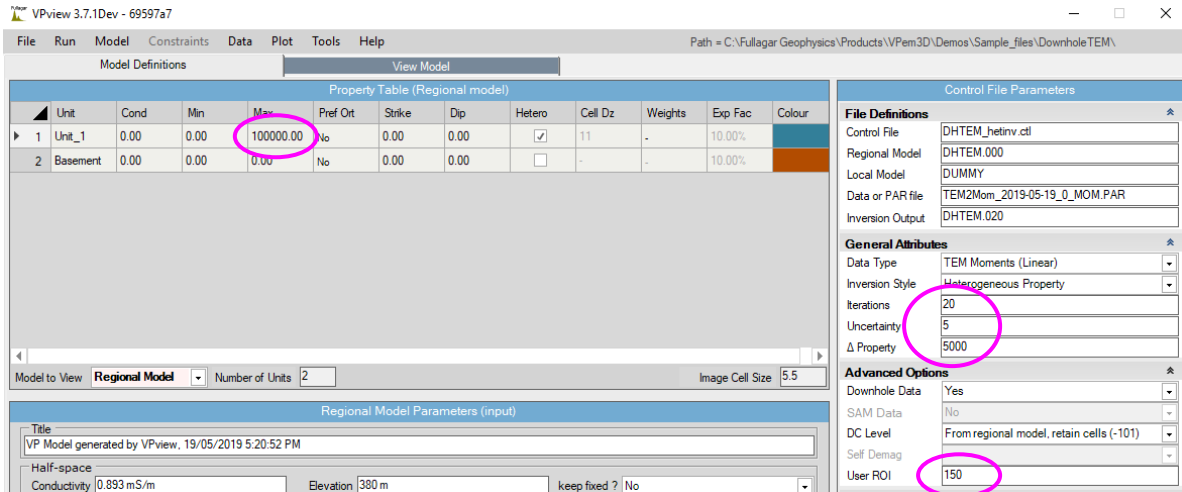 VPview 3.7.1Dev - 69597a7
File Run Model Constraints Data Plot Tools Help Path = C:\Fullagar Geophysics\Products\VPem3D\Demos\Sample_files\DownholeTEM\
Model Definitions View Model
Property Table (Regional model)
Unit Cond Min Max Pref Ort Strike Dip Hetero Cell Dz Weights Exp Fac Colour
1 Unit_1 0.00 0.00 100000.00 No 0.00 0.00 11 - 10.00%
2 Basement 0.00 0.00 0.00 No 0.00 0.00 - - 10.00%
Model to View Regional Model Number of Units 2 Image Cell Size 5.5
Regional Model Parameters (input)
Title
VP Model generated by VPview, 19/05/2019 5:20:52 PM
Half-space
Conductivity 0.893 mS/m Elevation 380 m keep fixed ? No
Control File Parameters
File Definitions
Control File DHTEM_hetinv.ctl
Regional Model DHTEM.000
Local Model DUMMY
Data or PAR file TEM2Mom_2019-05-19_0_MOM.PAR
Inversion Output DHTEM.020
General Attributes
Data Type TEM Moments (Linear)
Inversion Style Heterogeneous Property
Iterations 20
Uncertainty 5
Δ Property 5000
Advanced Options
Downhole Data Yes
SAM Data No
DC Level From regional model, retain cells (-101)
Self Demag
User ROI 150